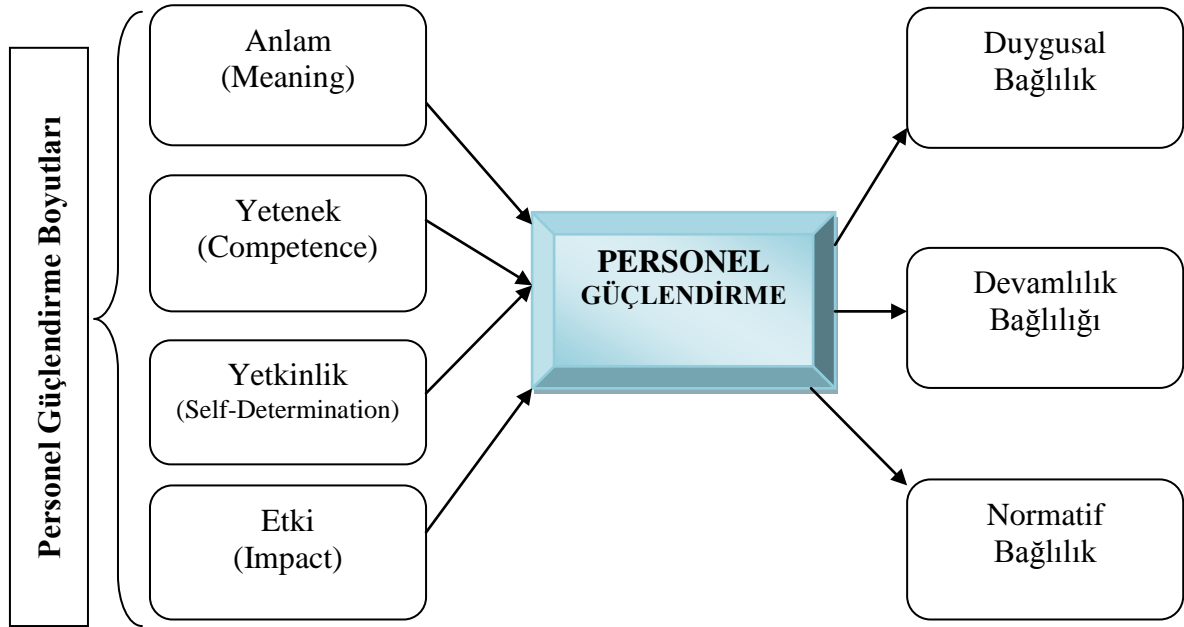 Personel Güçlendirme Boyutları
Anlam
(Meaning)
Yetenek
(Competence)
Yetkinlik
(Self-Determination)
Etki
(Impact)
PERSONEL
GÜÇLENDİRME
Duygusal
Bağlılık
Devamlılık
Bağlılığı
Normatif
Bağlılık